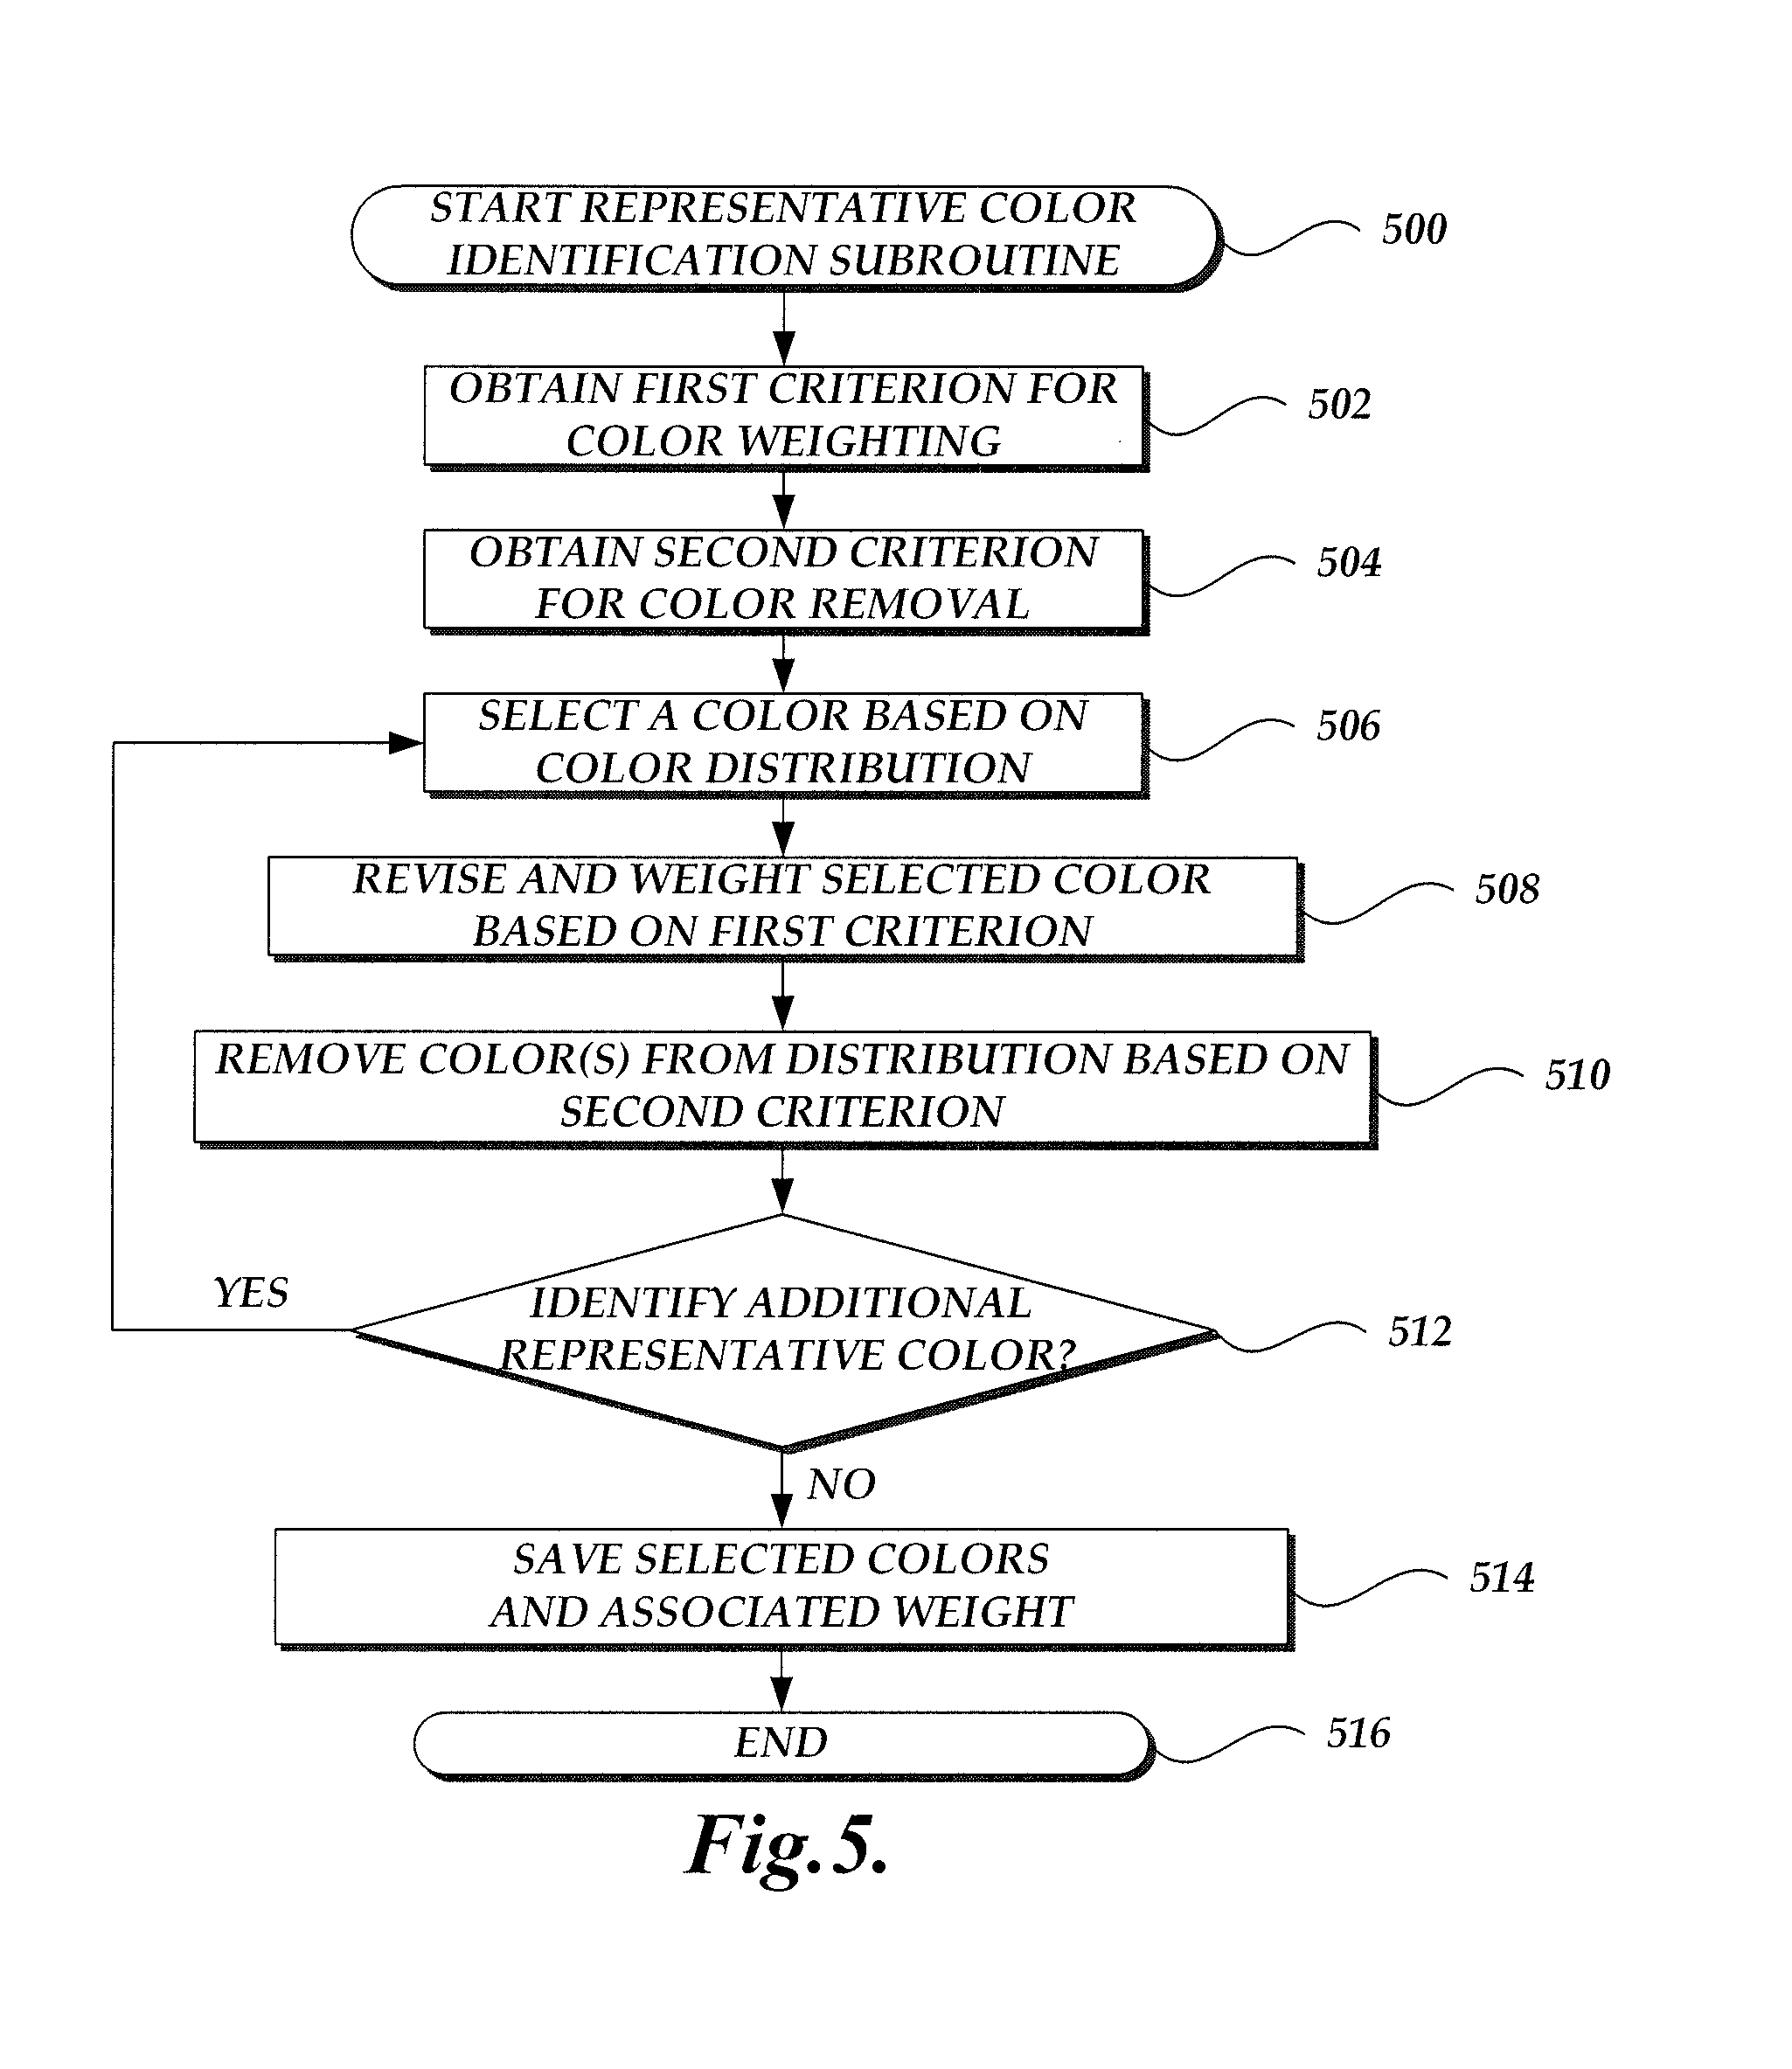 START REPRESENTATIVE COLOR
IDENTIFICATION SUBROUTINE
500
OBTAIN FIRST CRITERION FOR
COLOR WEIGHTING
502
OBTAIN SECOND CRITERION
FOR COLOR REMOVAL
504
SELECT A COLOR BASED ON
COLOR DISTRIBUTION
506
REVISE AND WEIGHT SELECTED COLOR
BASED ON FIRST CRITERION
508
REMOVE COLOR(S) FROM DISTRIBUTION BASED ON
SECOND CRITERION
510
YES
IDENTIFY ADDITIONAL
REPRESENTATIVE COLOR?
512
NO
SAVE SELECTED COLORS
AND ASSOCIATED WEIGHT
514
END
516
Fig.5.